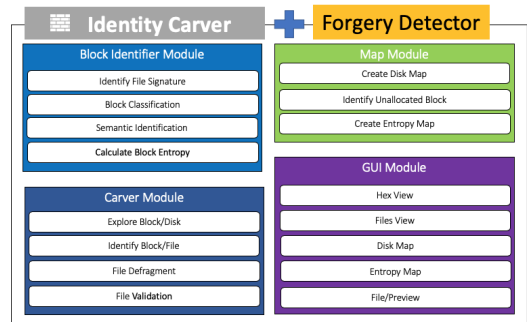 Identity Carver
Forgery Detector
Block Identifier Module
Identify File Signature
Block Classification
Semantic Identification
Calculate Block Entropy
Map Module
Create Disk Map
Identify Unallocated Block
Create Entropy Map
Carver Module
Explore Block/Disk
Identify Block/File
File Defragment
File Validation
GUI Module
Hex View
Files View
Disk Map
Entropy Map
File/Preview